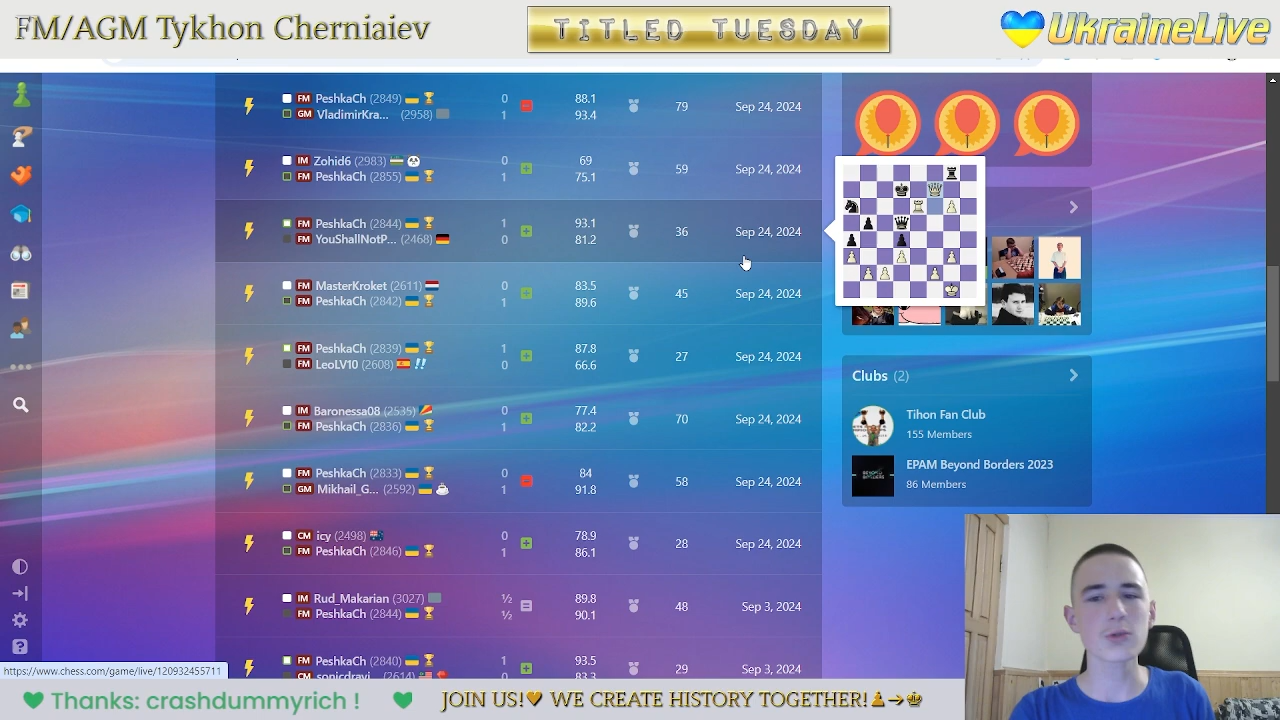 FM/AGM Tykhon Cherniaiev
TITLED TUESDAY
UkraineLive
FM PeshkaCh (2849) 0 88.1
GM VladimirKra... (2958) 1 93.4
79 Sep 24, 2024
IM Zohid6 (2983) 0 69
FM PeshkaCh (2855) 1 75.1
59 Sep 24, 2024
FM PeshkaCh (2844) 1 93.1
FM YouShallNotP... (2468) 0 81.2
36 Sep 24, 2024
FM MasterKroket (2611) 0 83.5
FM PeshkaCh (2842) 1 89.6
45 Sep 24, 2024
FM PeshkaCh (2839) 1 87.8
FM LeoLV10 (2608) !! 0 66.6
27 Sep 24, 2024
IM Baronessa08 (2535) 0 77.4
FM PeshkaCh (2836) 1 82.2
70 Sep 24, 2024
FM PeshkaCh (2833) 0 84
GM Mikhail_G... (2592) 1 91.8
58 Sep 24, 2024
CM icy (2498) 0 78.9
FM PeshkaCh (2846) 1 86.1
28 Sep 24, 2024
IM Rud_Makarian (3027) ½ 89.8
FM PeshkaCh (2844) ½ 90.1
48 Sep 3, 2024
FM PeshkaCh (2840) 1 93.5
29 Sep 3, 2024
Clubs (2)
Tihon Fan Club
155 Members
EPAM Beyond Borders 2023
86 Members
https://www.chess.com/game/live/120932455711
Thanks: crashdummyrich !
JOIN US!♥ WE CREATE HISTORY TOGETHER!♟→♚